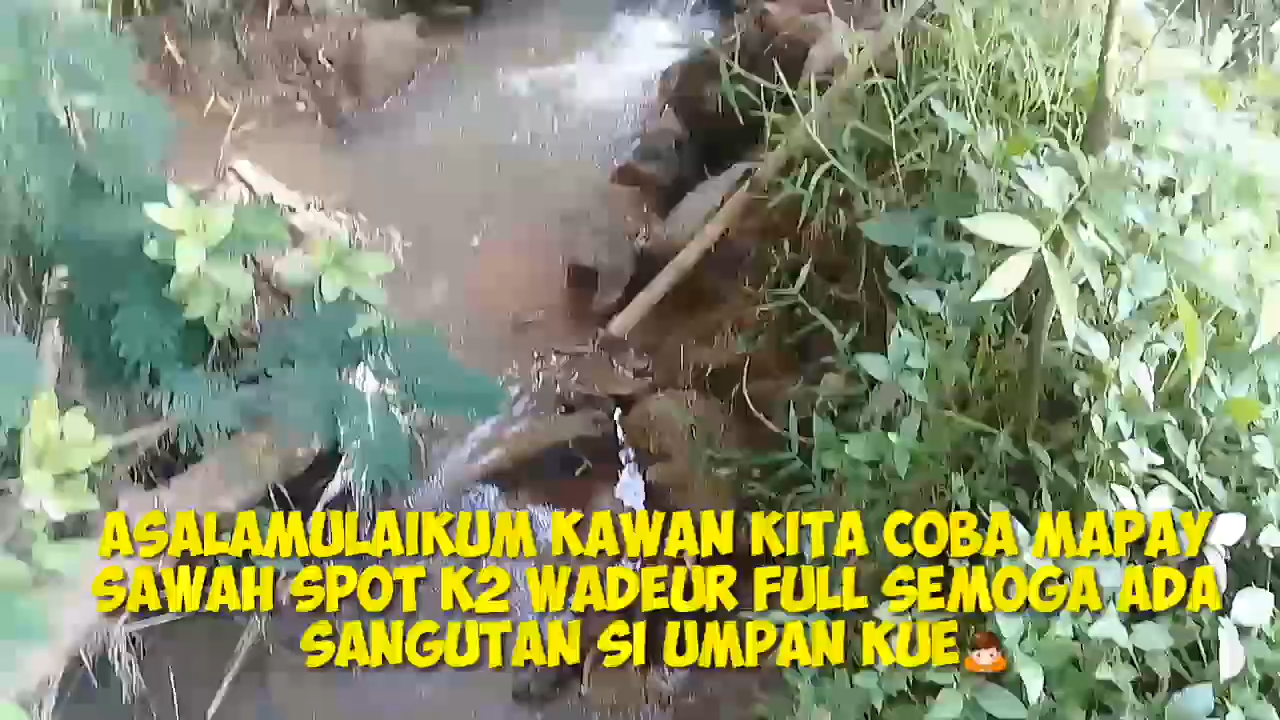 ASALAMULAIKUM KAWAN KITA COBA MAPAY
SAWAH SPOT K2 WADEUR FULL SEMOGA ADA
SANGUTAN SI UMPAN KUE🙇